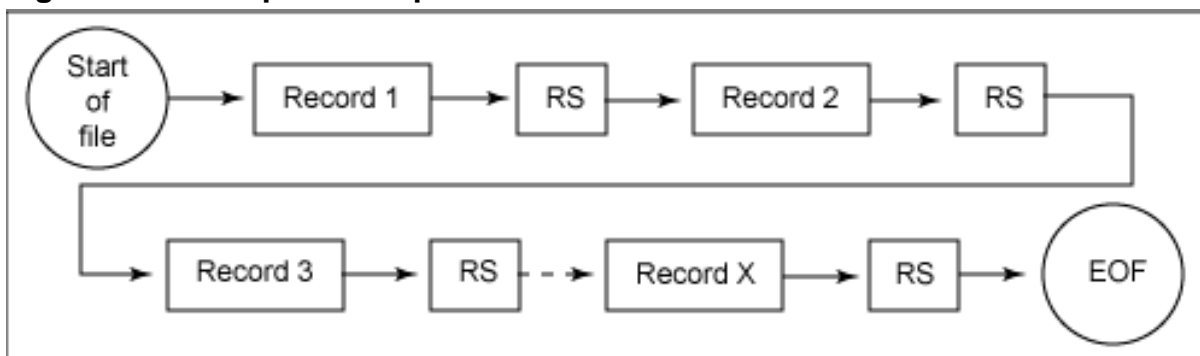 Start
of
file
Record 1
RS
Record 2
RS
Record 3
RS
Record X
RS
EOF